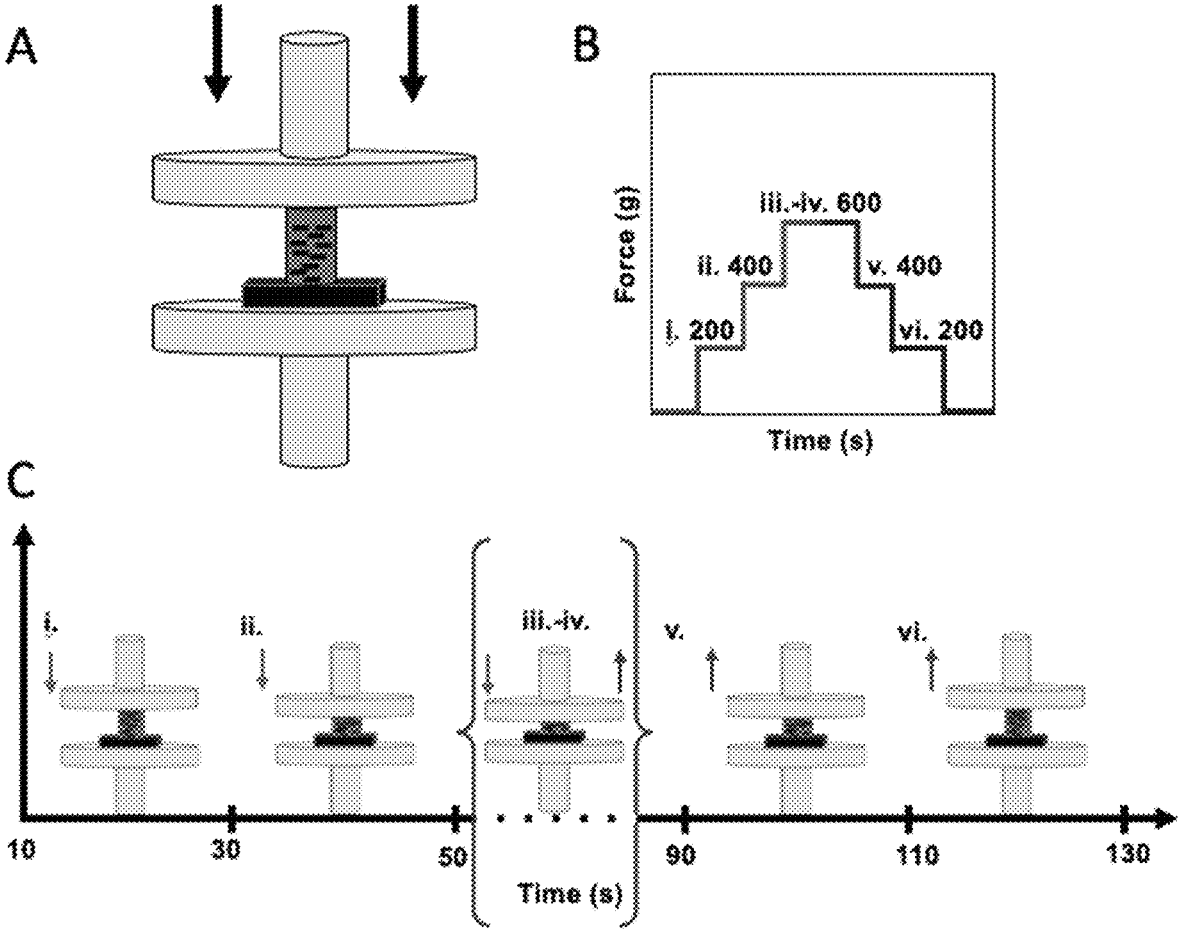 A
B
Force (g)
iii.-iv. 600
ii. 400
v. 400
i. 200
vi. 200
Time (s)
C
i.
ii.
iii.-iv.
v.
vi.
10
30
50
90
110
130
Time (s)